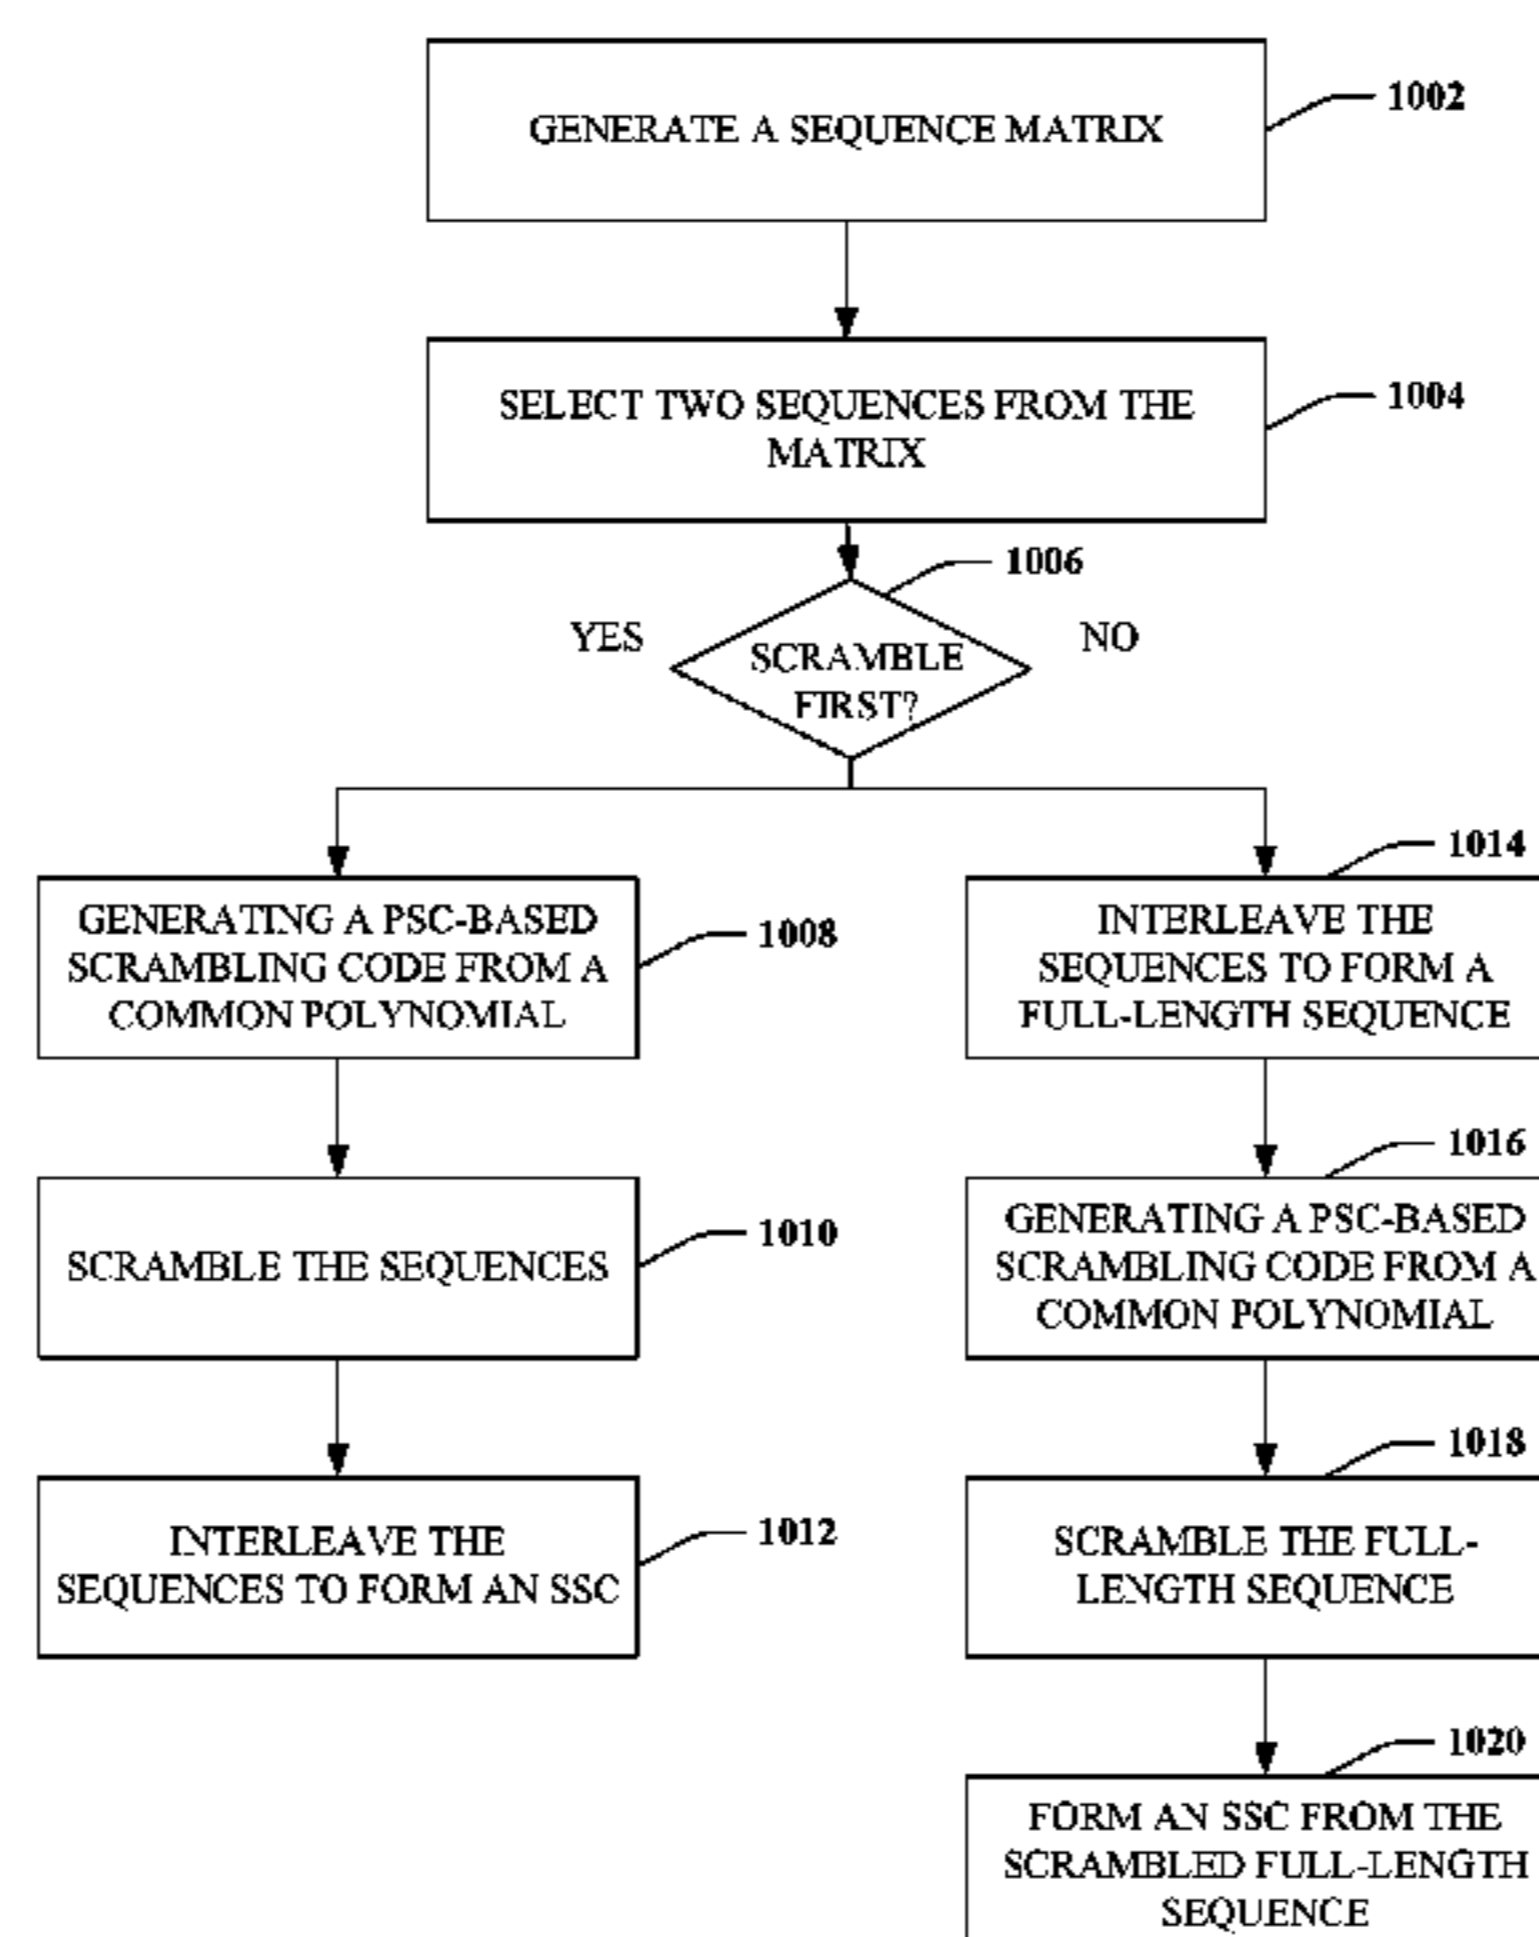 GENERATE A SEQUENCE MATRIX
1002
SELECT TWO SEQUENCES FROM THE
MATRIX
1004
1006
YES
SCRAMBLE
FIRST?
NO
GENERATING A PSC-BASED
SCRAMBLING CODE FROM A
COMMON POLYNOMIAL
1008
SCRAMBLE THE SEQUENCES
1010
INTERLEAVE THE
SEQUENCES TO FORM AN SSC
1012
1014
INTERLEAVE THE
SEQUENCES TO FORM A
FULL-LENGTH SEQUENCE
1016
GENERATING A PSC-BASED
SCRAMBLING CODE FROM A
COMMON POLYNOMIAL
1018
SCRAMBLE THE FULL-
LENGTH SEQUENCE
1020
FORM AN SSC FROM THE
SCRAMBLED FULL-LENGTH
SEQUENCE